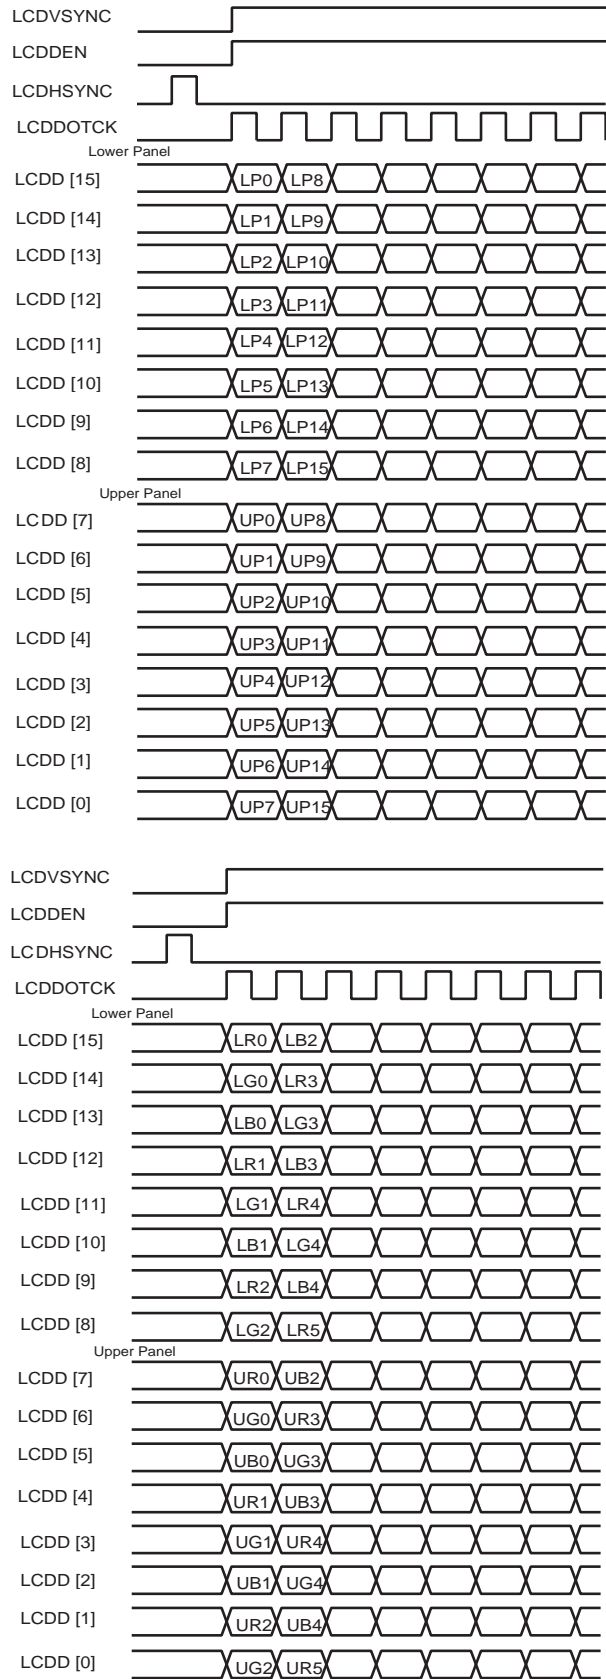 LCDVSYNC
LCDDEN
LCDHSYNC
LCDDOTCK
Lower Panel
LCDD [15] LP0 LP8
LCDD [14] LP1 LP9
LCDD [13] LP2 LP10
LCDD [12] LP3 LP11
LCDD [11] LP4 LP12
LCDD [10] LP5 LP13
LCDD [9] LP6 LP14
LCDD [8] LP7 LP15
Upper Panel
LCDD [7] UP0 UP8
LCDD [6] UP1 UP9
LCDD [5] UP2 UP10
LCDD [4] UP3 UP11
LCDD [3] UP4 UP12
LCDD [2] UP5 UP13
LCDD [1] UP6 UP14
LCDD [0] UP7 UP15
LCDVSYNC
LCDDEN
LCDHSYNC
LCDDOTCK
Lower Panel
LCDD [15] LR0 LB2
LCDD [14] LG0 LR3
LCDD [13] LB0 LG3
LCDD [12] LR1 LB3
LCDD [11] LG1 LR4
LCDD [10] LB1 LG4
LCDD [9] LR2 LB4
LCDD [8] LG2 LR5
Upper Panel
LCDD [7] UR0 UB2
LCDD [6] UG0 UR3
LCDD [5] UB0 UG3
LCDD [4] UR1 UB3
LCDD [3] UG1 UR4
LCDD [2] UB1 UG4
LCDD [1] UR2 UB4
LCDD [0] UG2 UR5